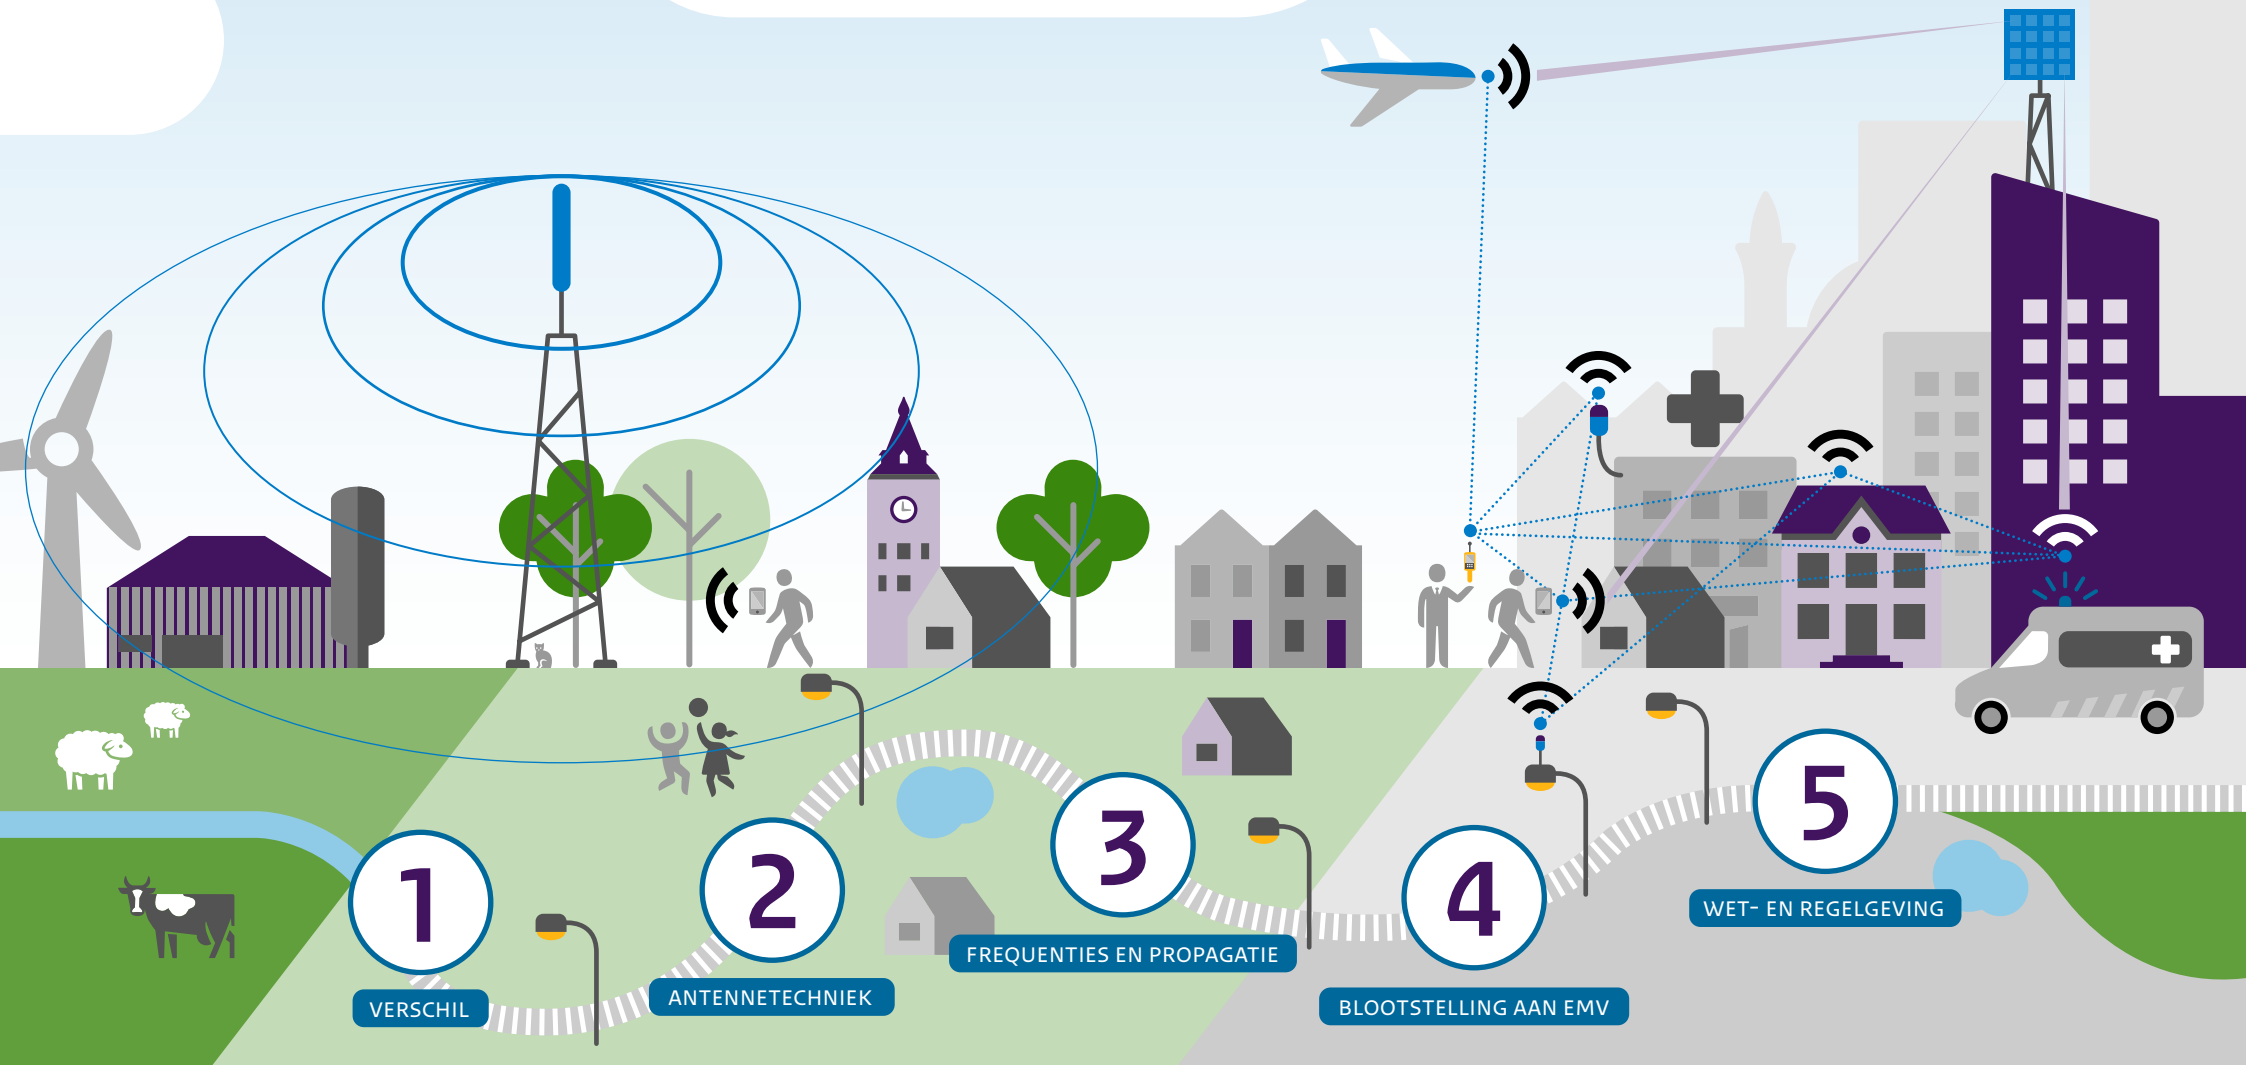 1
VERSCHIL
2
ANTENNETECHNIEK
3
FREQUENTIES EN PROPAGATIE
4
BLOOTSTELLING AAN EMV
5
WET- EN REGELGEVING